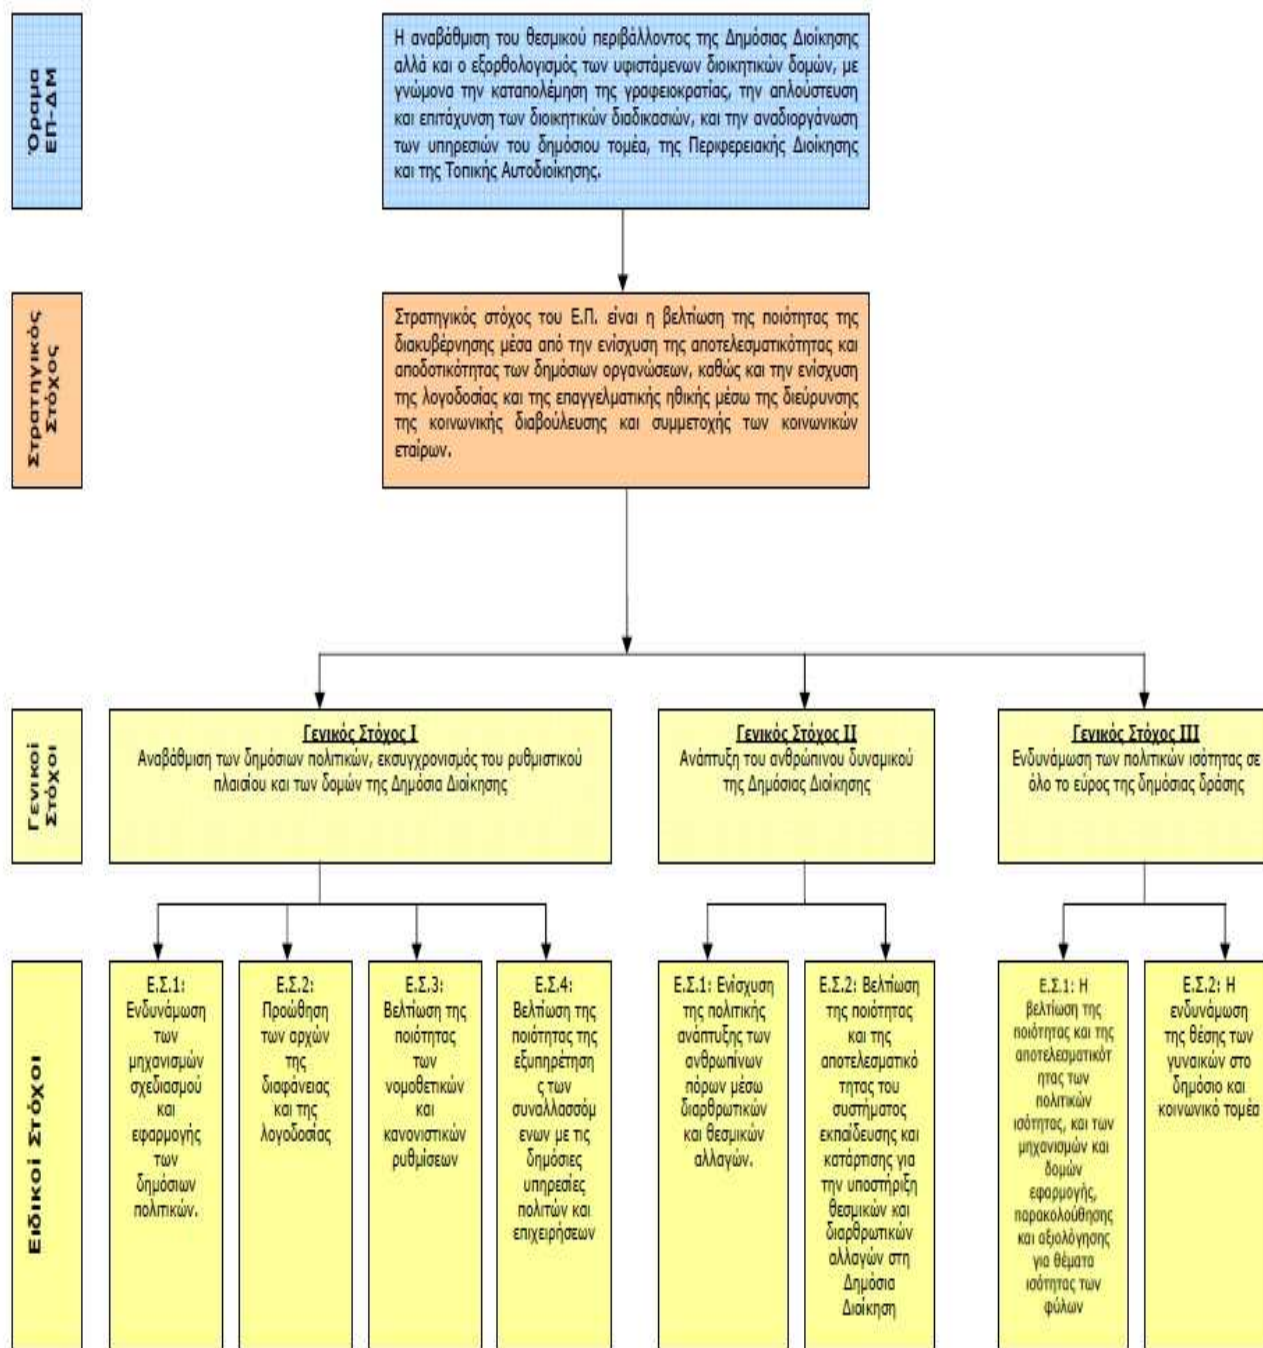 Όραμα
ΕΠ-ΔΜ
Η αναβάθμιση του θεσμικού περιβάλλοντος της Δημόσιας Διοίκησης
αλλά και ο εξορθολογισμός των υφιστάμενων διοικητικών δομών, με
γνώμονα την καταπολέμηση της γραφειοκρατίας, την απλούστευση
και επιτάχυνση των διοικητικών διαδικασιών, και την αναδιοργάνωση
των υπηρεσιών του δημόσιου τομέα, της Περιφερειακής Διοίκησης
και της Τοπικής Αυτοδιοίκησης.
Στρατηγικός
Στόχος
Στρατηγικός στόχος του Ε.Π. είναι η βελτίωση της ποιότητας της
διακυβέρνησης μέσα από την ενίσχυση της αποτελεσματικότητας και
αποδοτικότητας των δημόσιων οργανώσεων, καθώς και την ενίσχυση
της λογοδοσίας και της επαγγελματικής ηθικής μέσω της διεύρυνσης
της κοινωνικής διαβούλευσης και συμμετοχής των κοινωνικών
εταίρων.
Γενικοί
Στόχοι
Γενικός Στόχος Ι
Αναβάθμιση των δημόσιων πολιτικών, εκσυγχρονισμός του ρυθμιστικού
πλαισίου και των δομών της Δημόσια Διοίκησης
Γενικός Στόχος ΙΙ
Ανάπτυξη του ανθρώπινου δυναμικού
της Δημόσιας Διοίκησης
Γενικός Στόχος ΙΙΙ
Ενδυνάμωση των πολιτικών ισότητας σε
όλο το εύρος της δημόσιας δράσης
Ειδικοί Στόχοι
Ε.Σ.1:
Ενδυνάμωση
των
μηχανισμών
σχεδιασμού
και
εφαρμογής
των
δημόσιων
πολιτικών.
Ε.Σ.2:
Προώθηση
των αρχών
της
διαφάνειας
και της
λογοδοσίας
Ε.Σ.3:
Βελτίωση της
ποιότητας
των
νομοθετικών
και
κανονιστικών
ρυθμίσεων
Ε.Σ.4:
Βελτίωση της
ποιότητας της
εξυπηρέτηση
ς των
συναλλασσόμ
ενων με τις
δημόσιες
υπηρεσίες
πολιτών και
επιχειρήσεων
Ε.Σ.1: Ενίσχυση
της πολιτικής
ανάπτυξης των
ανθρωπίνων
πόρων μέσω
διαρθρωτικών
και θεσμικών
αλλαγών.
Ε.Σ.2: Βελτίωση
της ποιότητας
και της
αποτελεσματικό
τητας του
συστήματος
εκπαίδευσης και
κατάρτισης για
την υποστήριξη
θεσμικών και
διαρθρωτικών
αλλαγών στη
Δημόσια
Διοίκηση
Ε.Σ.1: Η
βελτίωση της
ποιότητας και της
αποτελεσματικότ
ητας των
πολιτικών
ισότητας, και των
μηχανισμών και
δομών
εφαρμογής,
παρακολούθησης
και αξιολόγησης
για θέματα
ισότητας των
φύλων
Ε.Σ.2: Η
ενδυνάμωση
της θέσης των
γυναικών στο
δημόσιο και
κοινωνικό τομέα